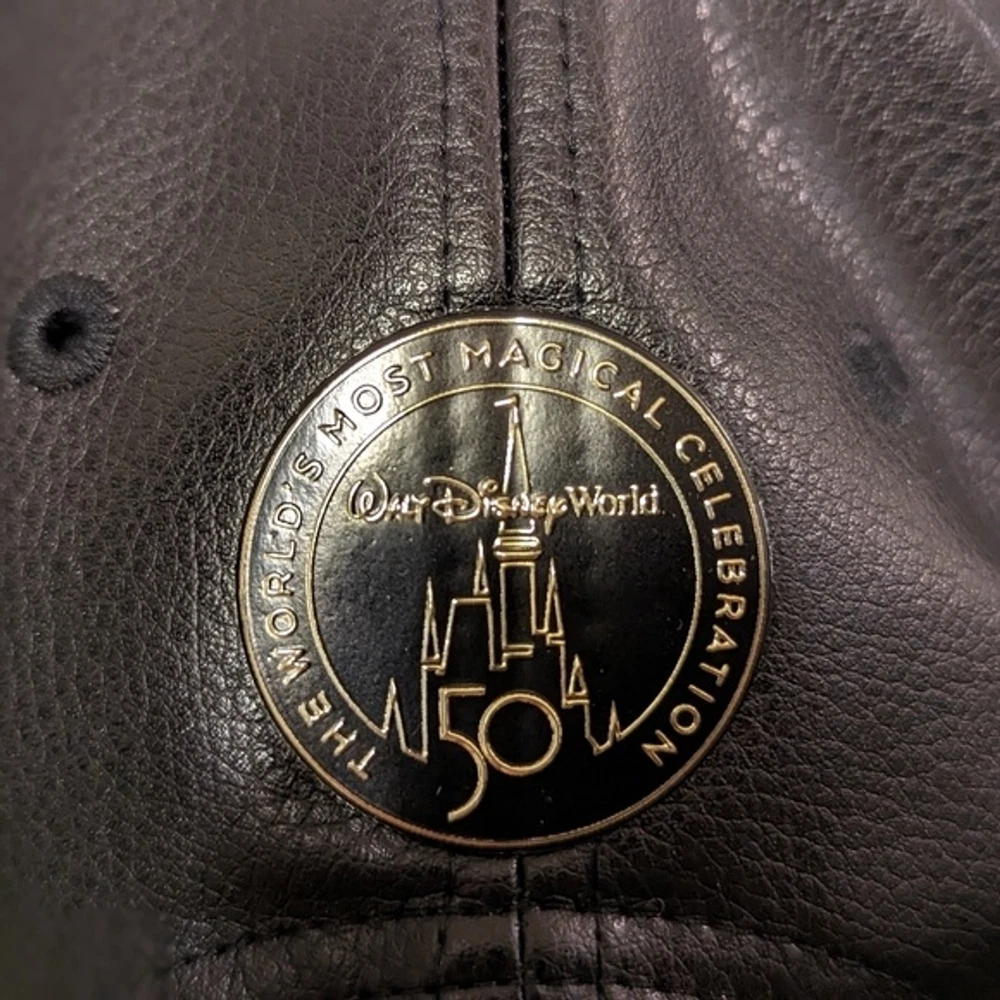 THE WORLD'S MOST MAGICAL CELEBRATION
Walt Disney World
50